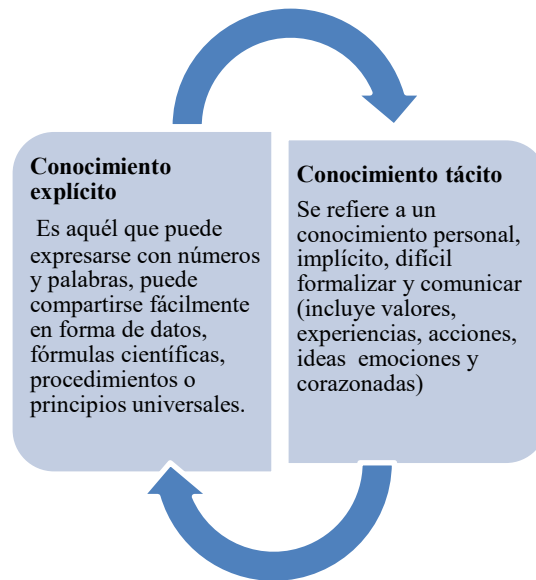 Conocimiento
explícito
Es aquél que puede
expresarse con números
y palabras, puede
compartirse fácilmente
en forma de datos,
fórmulas científicas,
procedimientos o
principios universales.
Conocimiento tácito
Se refiere a un
conocimiento personal,
implícito, difícil
formalizar y comunicar
(incluye valores,
experiencias, acciones,
ideas emociones y
corazonadas)